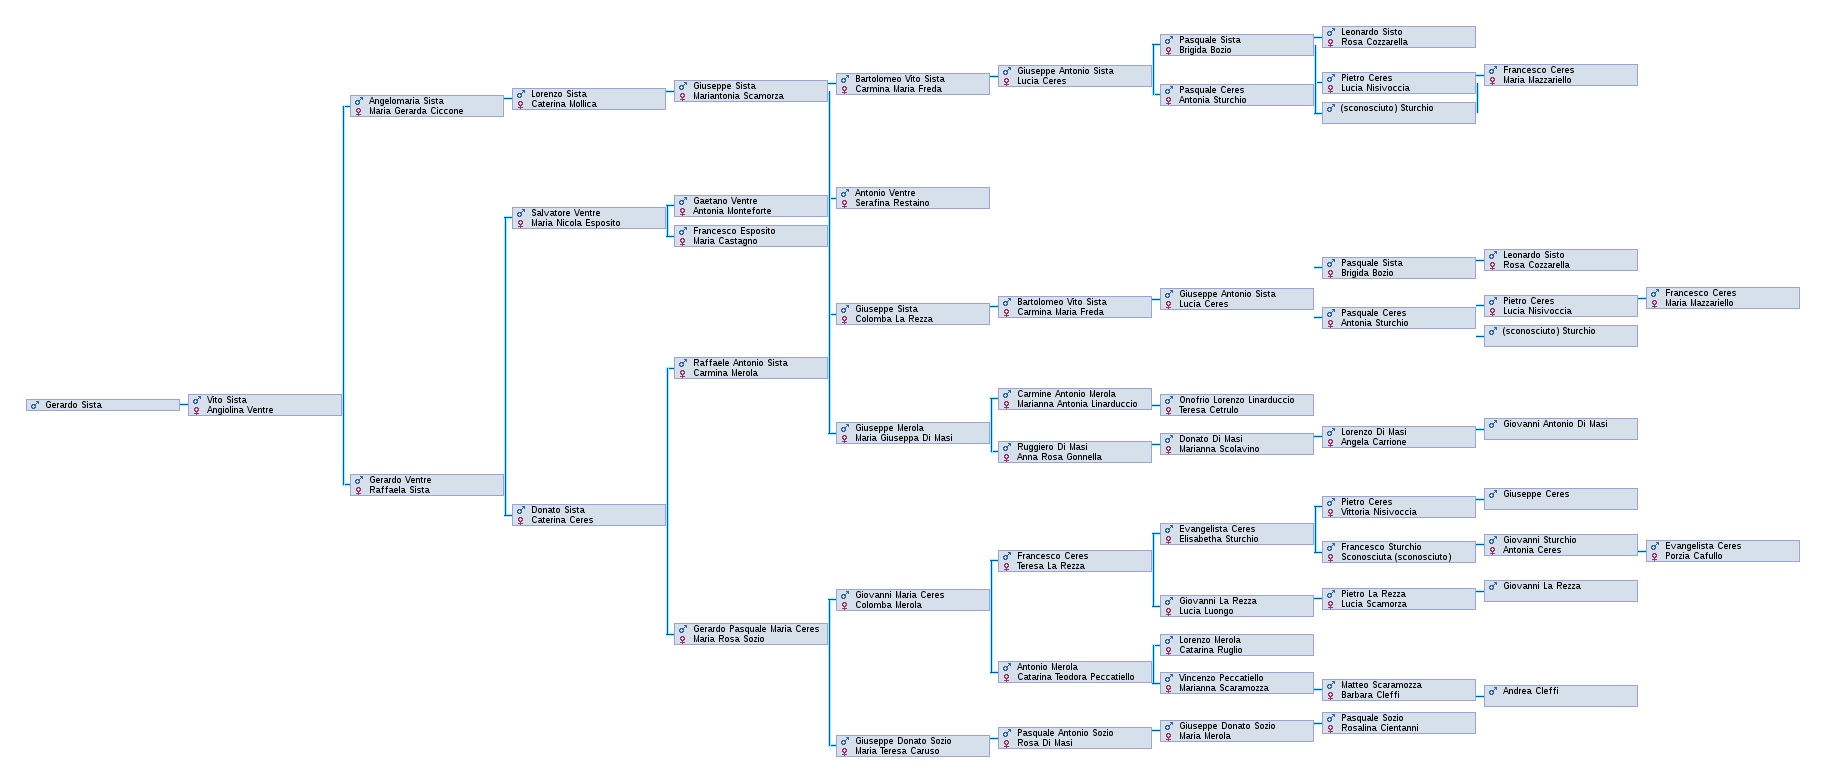 Gerardo Sista
Vito Sista
Angiolina Ventre
Angelomaria Sista
Maria Gerarda Ciccone
Gerardo Ventre
Raffaela Sista
Lorenzo Sista
Caterina Mollica
Salvatore Ventre
Maria Nicola Esposito
Donato Sista
Caterina Ceres
Giuseppe Sista
Mariantonia Scamorza
Gaetano Ventre
Antonia Monteforte
Francesco Esposito
Maria Castagno
Raffaele Antonio Sista
Carmina Merola
Gerardo Pasquale Maria Ceres
Maria Rosa Sozio
Bartolomeo Vito Sista
Carmina Maria Freda
Antonio Ventre
Serafina Restaino
Giuseppe Sista
Colomba La Rezza
Giuseppe Merola
Maria Giuseppa Di Masi
Giovanni Maria Ceres
Colomba Merola
Giuseppe Donato Sozio
Maria Teresa Caruso
Giuseppe Antonio Sista
Lucia Ceres
Bartolomeo Vito Sista
Carmina Maria Freda
Carmine Antonio Merola
Marianna Antonia Linarduccio
Ruggiero Di Masi
Anna Rosa Gonnella
Francesco Ceres
Teresa La Rezza
Antonio Merola
Catarina Teodora Peccatiello
Pasquale Antonio Sozio
Rosa Di Masi
Pasquale Sista
Brigida Bozio
Pasquale Ceres
Antonia Sturchio
Giuseppe Antonio Sista
Lucia Ceres
Onofrio Lorenzo Linarduccio
Teresa Cetrulo
Donato Di Masi
Marianna Scolavino
Evangelista Ceres
Elisabetha Sturchio
Giovanni La Rezza
Lucia Luongo
Lorenzo Merola
Catarina Ruglio
Vincenzo Peccatiello
Marianna Scaramozza
Giuseppe Donato Sozio
Maria Merola
Leonardo Sisto
Rosa Cozzarella
Pietro Ceres
Lucia Nisivoccia
(sconosciuto) Sturchio
Pasquale Sista
Brigida Bozio
Pasquale Ceres
Antonia Sturchio
Lorenzo Di Masi
Angela Carrione
Pietro Ceres
Vittoria Nisivoccia
Francesco Sturchio
Sconosciuta (sconosciuto)
Pietro La Rezza
Lucia Scamorza
Matteo Scaramozza
Barbara Cleffi
Pasquale Sozio
Rosalina Cientanni
Francesco Ceres
Maria Mazzariello
Leonardo Sisto
Rosa Cozzarella
Pietro Ceres
Lucia Nisivoccia
(sconosciuto) Sturchio
Giovanni Antonio Di Masi
Giuseppe Ceres
Giovanni Sturchio
Antonia Ceres
Giovanni La Rezza
Andrea Cleffi
Francesco Ceres
Maria Mazzariello
Evangelista Ceres
Porzia Cafullo